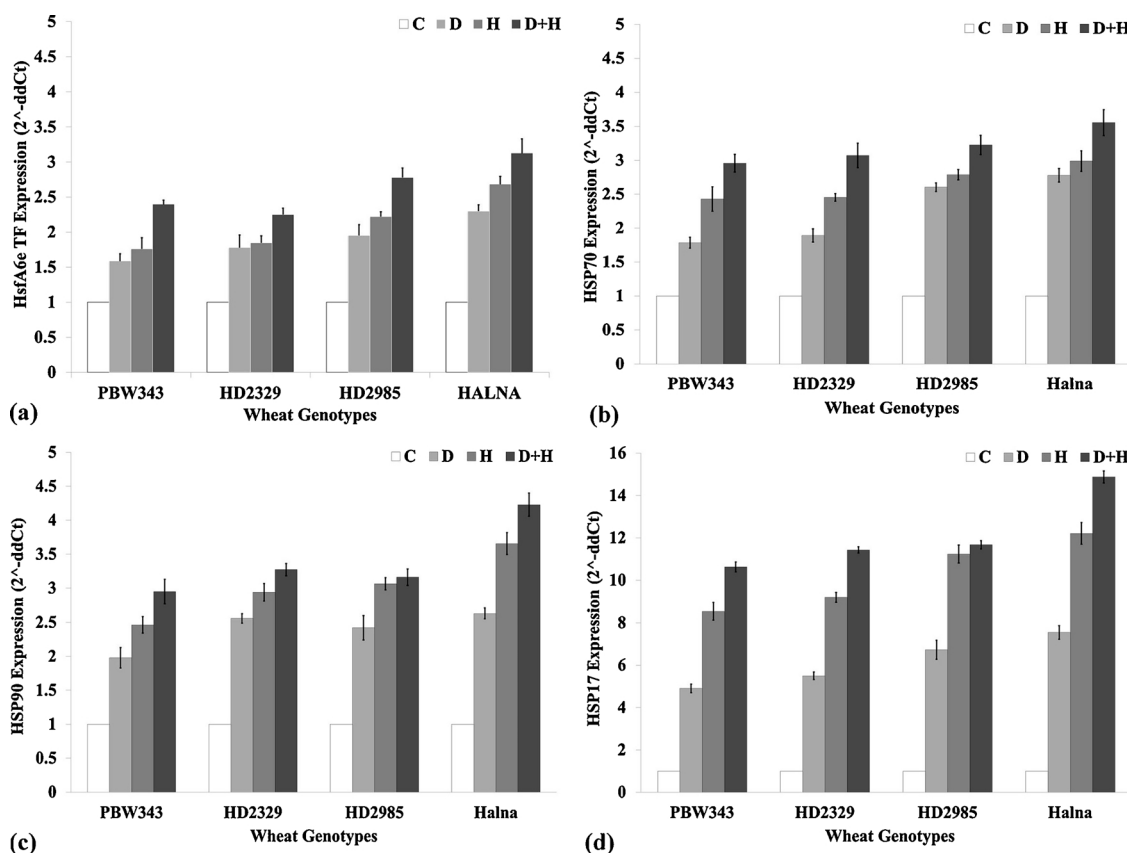 C D H D+H
HsfA6e TF Expression (2^-ddCt)
5
4.5
4
3.5
3
2.5
2
1.5
1
0.5
0
PBW343 HD2329 HD2985 HALNA
Wheat Genotypes
(a)
C D H D+H
HSP70 Expression (2^-ddCt)
5
4.5
4
3.5
3
2.5
2
1.5
1
0.5
0
PBW343 HD2329 HD2985 Halna
Wheat Genotypes
(b)
C D H D+H
HSP90 Expression (2^-ddCt)
5
4.5
4
3.5
3
2.5
2
1.5
1
0.5
0
PBW343 HD2329 HD2985 Halna
Wheat Genotypes
(c)
C D H D+H
HSP17 Expression (2^-ddCt)
16
14
12
10
8
6
4
2
0
PBW343 HD2329 HD2985 Halna
Wheat Genotypes
(d)